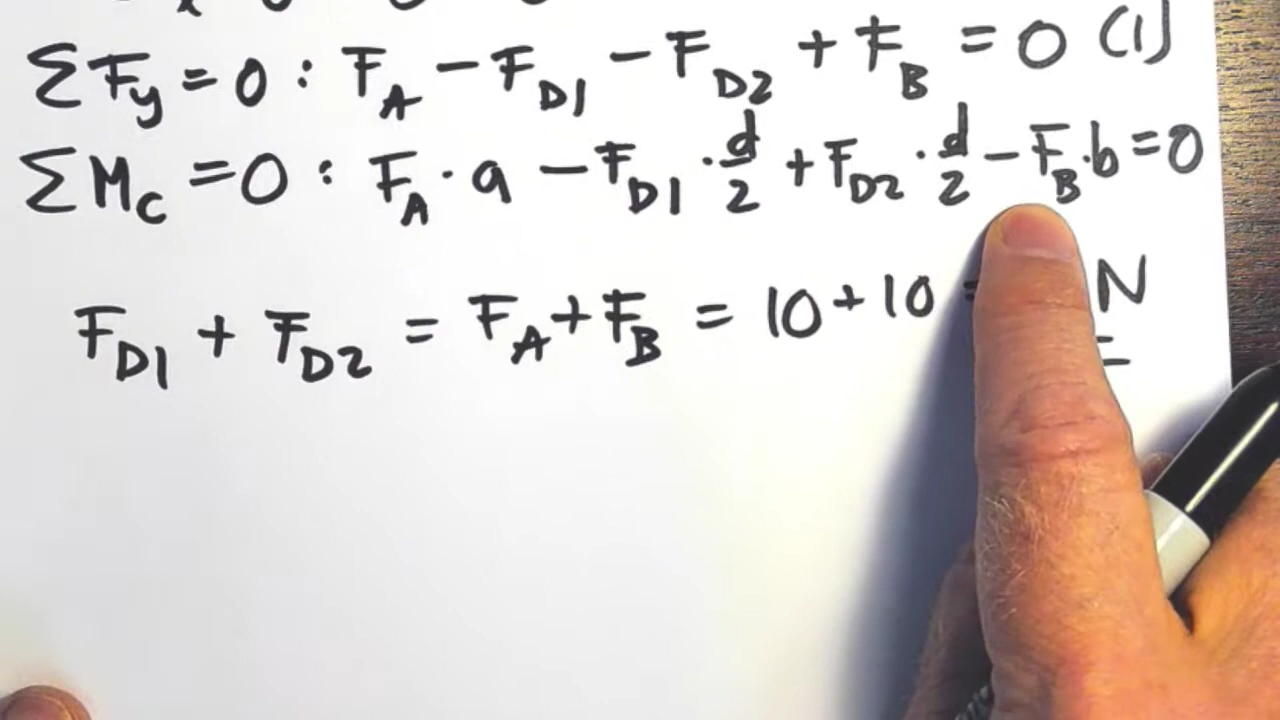 ΣFy = 0 : FA - FD1 - FD2 + FB = 0 (1)
ΣMC = 0 : FA · a - FD1 · d/2 + FD2 · d/2 - FB · b = 0
FD1 + FD2 = FA + FB = 10 + 10 = N